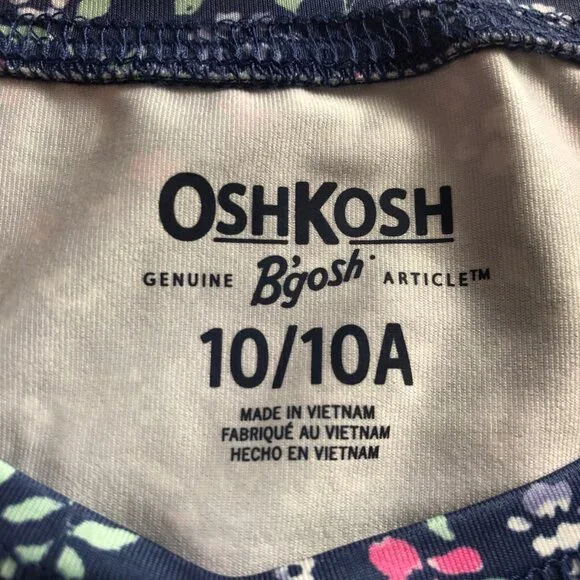 OSHKOSH
GENUINE B'gosh ARTICLE™
10/10A
MADE IN VIETNAM
FABRIQUÉ AU VIETNAM
HECHO EN VIETNAM